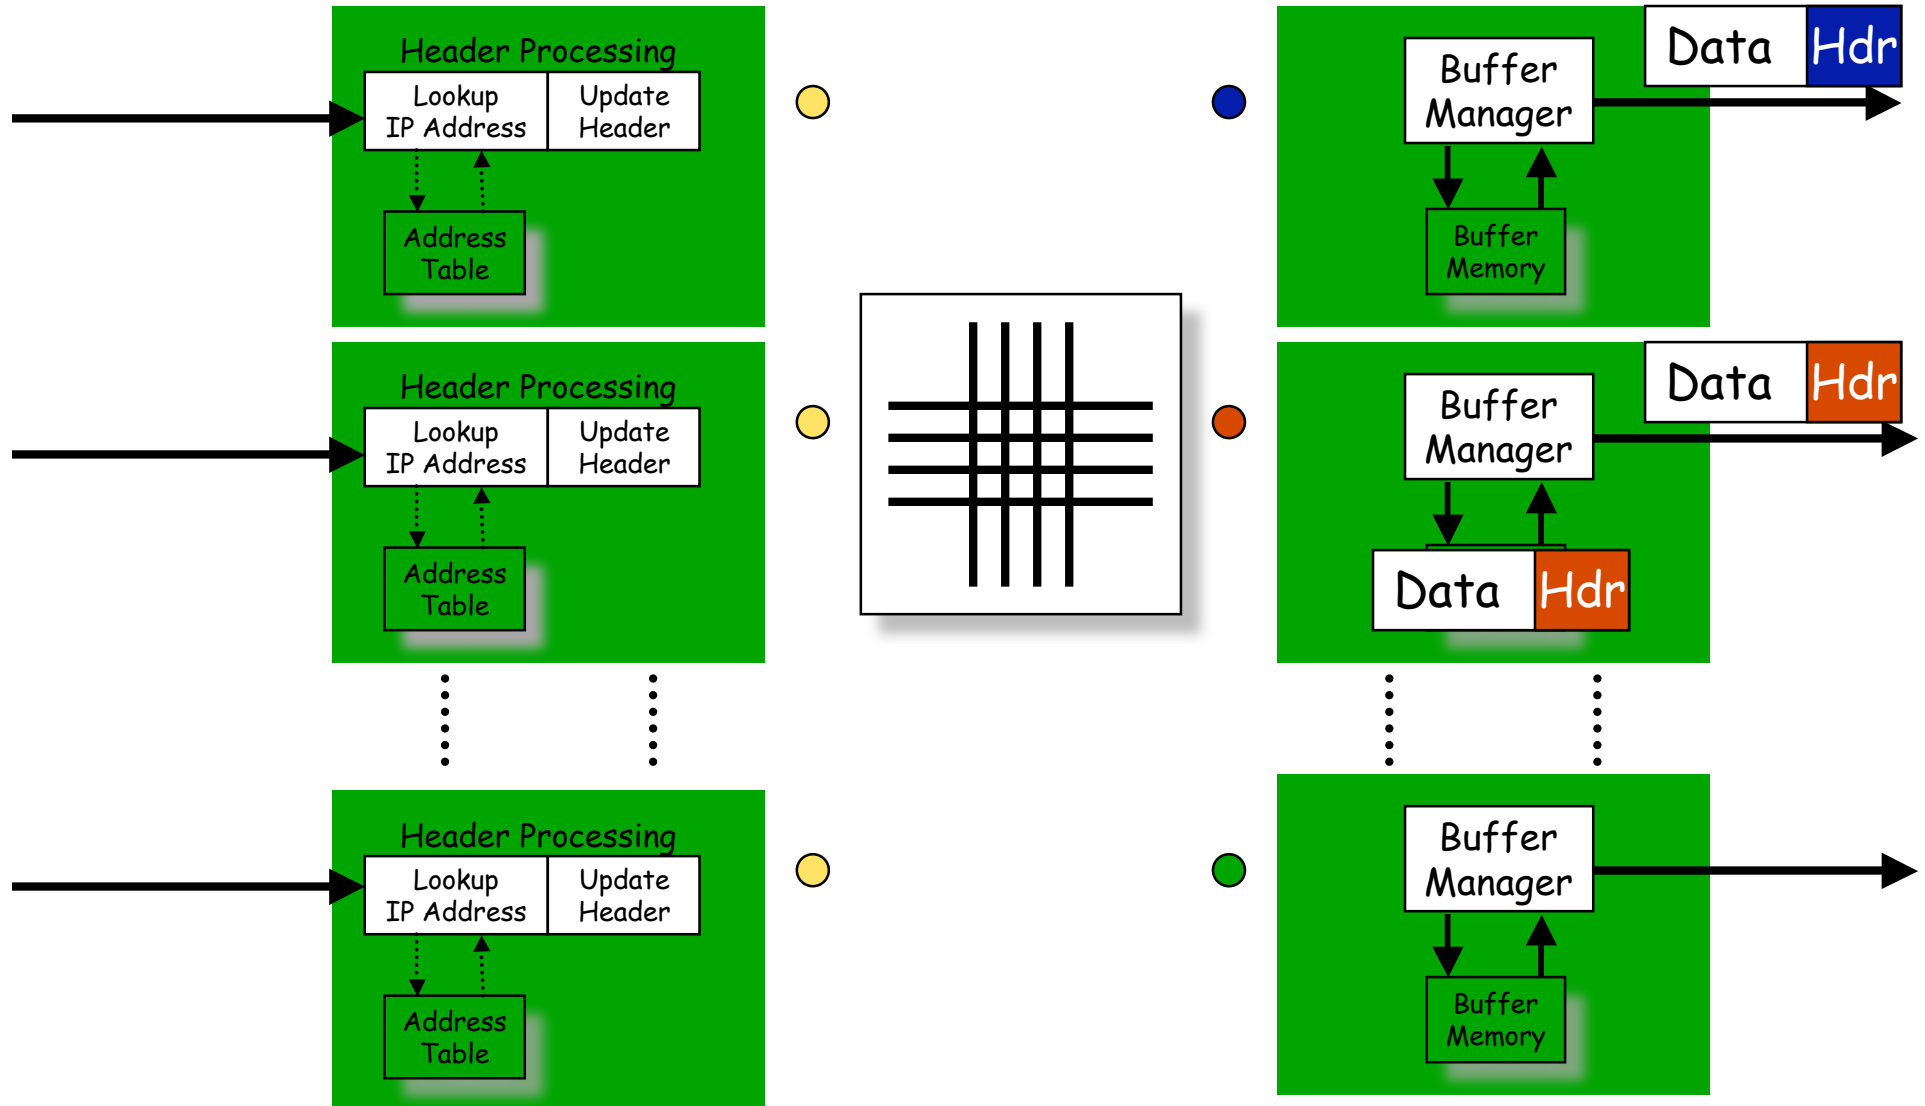 Header Processing
Lookup
IP Address
Update
Header
Address
Table
Buffer
Manager
Buffer
Memory
Data Hdr
Header Processing
Lookup
IP Address
Update
Header
Address
Table
Buffer
Manager
Data Hdr
Data Hdr
Header Processing
Lookup
IP Address
Update
Header
Address
Table
Buffer
Manager
Buffer
Memory